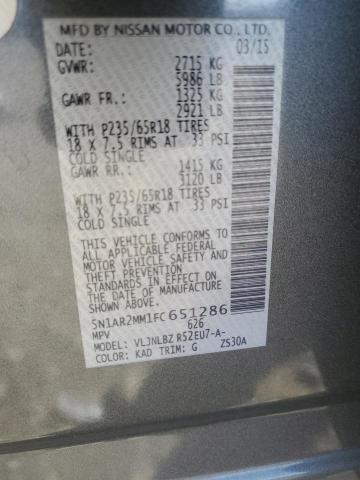 MFD BY NISSAN MOTOR CO., LTD.
DATE: 03/15
GVWR: 2715 KG
5986 LB
GAWR FR.: 1325 KG
2921 LB
WITH P235/65R18 TIRES
18 X 7.5 RIMS AT 33 PSI
COLD SINGLE
GAWR RR.: 1415 KG
3120 LB
WITH P235/65R18 TIRES
18 X 7.5 RIMS AT 33 PSI
COLD SINGLE
THIS VEHICLE CONFORMS TO
ALL APPLICABLE FEDERAL
MOTOR VEHICLE SAFETY AND
THEFT PREVENTION
STANDARDS IN EFFECT ON
THE DATE OF MANUFACTURE
SHOWN ABOVE.
5N1AR2MM1FC651286
MPV 626
MODEL: VLJNLBZ R52EU7-A-
COLOR: KAD TRIM: G ZS30A